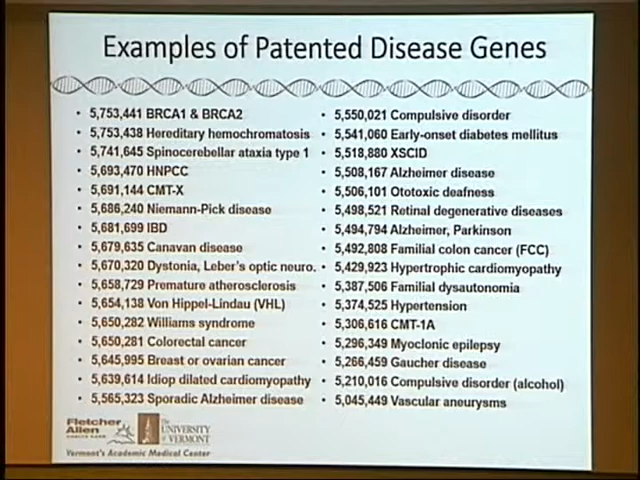 Examples of Patented Disease Genes
• 5,753,441 BRCA1 & BRCA2
• 5,753,438 Hereditary hemochromatosis
• 5,741,645 Spinocerebellar ataxia type 1
• 5,693,470 HNPCC
• 5,691,144 CMT-X
• 5,686,240 Niemann-Pick disease
• 5,681,699 IBD
• 5,679,635 Canavan disease
• 5,670,320 Dystonia, Leber's optic neuro.
• 5,658,729 Premature atherosclerosis
• 5,654,138 Von Hippel-Lindau (VHL)
• 5,650,282 Williams syndrome
• 5,650,281 Colorectal cancer
• 5,645,995 Breast or ovarian cancer
• 5,639,614 Idiop dilated cardiomyopathy
• 5,565,323 Sporadic Alzheimer disease
• 5,550,021 Compulsive disorder
• 5,541,060 Early-onset diabetes mellitus
• 5,518,880 XSCID
• 5,508,167 Alzheimer disease
• 5,506,101 Ototoxic deafness
• 5,498,521 Retinal degenerative diseases
• 5,494,794 Alzheimer, Parkinson
• 5,492,808 Familial colon cancer (FCC)
• 5,429,923 Hypertrophic cardiomyopathy
• 5,387,506 Familial dysautonomia
• 5,374,525 Hypertension
• 5,306,616 CMT-1A
• 5,296,349 Myoclonic epilepsy
• 5,266,459 Gaucher disease
• 5,210,016 Compulsive disorder (alcohol)
• 5,045,449 Vascular aneurysms
Fletcher
Allen
HEALTH CARE
The
UNIVERSITY
of VERMONT
Vermont's Academic Medical Center